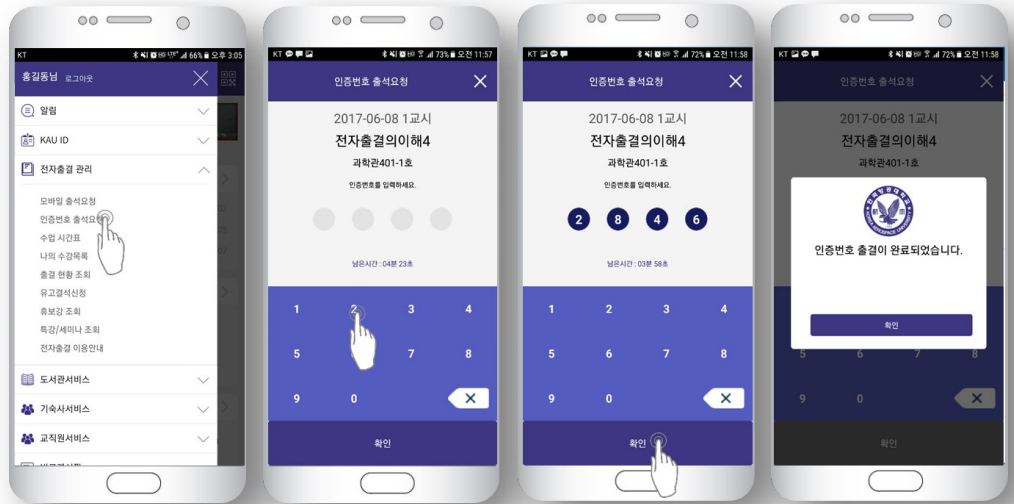 KT 66% 오후 3:05
홍길동님 로그아웃
알림
KAU ID
전자출결 관리
모바일 출석요청
인증번호 출석요청
수업 시간표
나의 수강목록
출결 현황 조회
유고결석신청
휴보강 조회
특강/세미나 조회
전자출결 이용안내
도서관서비스
기숙사서비스
교직원서비스
KT 73% 오전 11:57
인증번호 출석요청
2017-06-08 1교시
전자출결의이해4
과학관401-1호
인증번호를 입력하세요.
남은시간 : 04분 23초
1 2 3 4
5 7 8
9 0
확인
KT 72% 오전 11:58
인증번호 출석요청
2017-06-08 1교시
전자출결의이해4
과학관401-1호
인증번호를 입력하세요.
2 8 4 6
남은시간 : 03분 58초
1 2 3 4
5 6 7 8
9 0
확인
KT 72% 오전 11:58
인증번호 출석요청
2017-06-08 1교시
전자출결의이해4
과학관401-1호
인증번호 출결이 완료되었습니다.
확인
5 6 7 8
9 0
확인